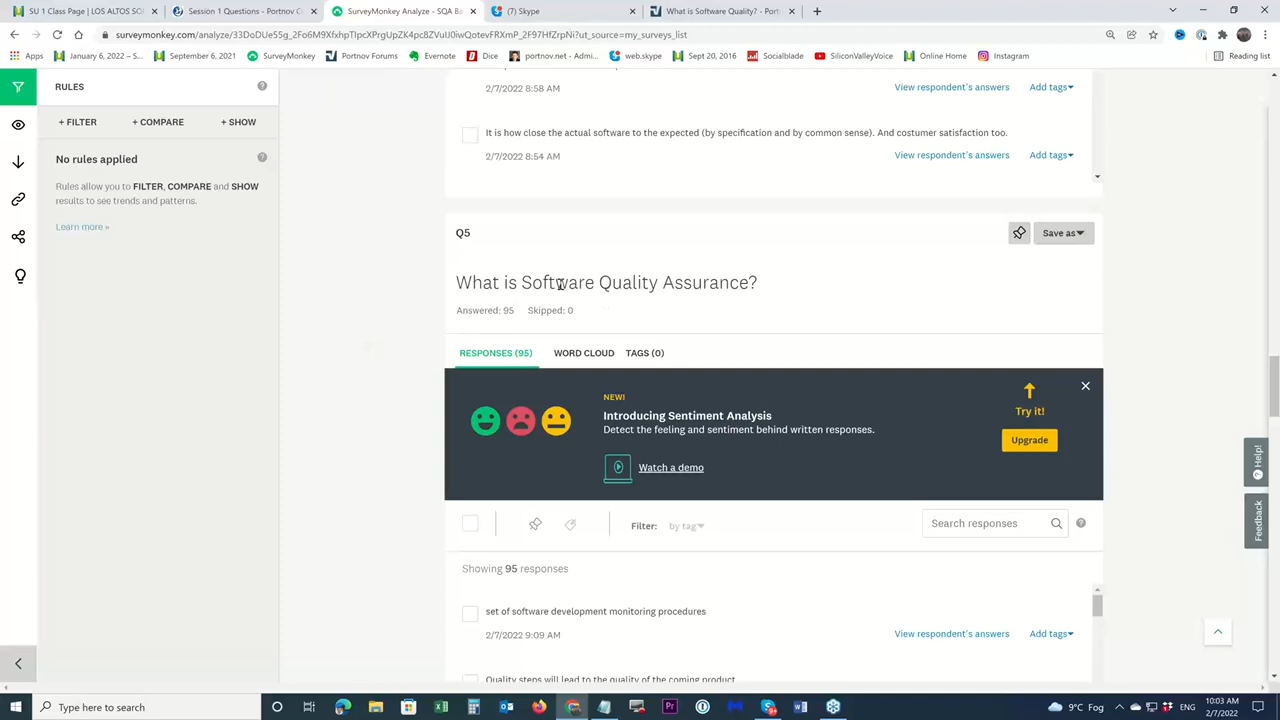 SU 1 Class Page | LOS ALTOS SO
Session 1 Questions - Portnov C
SurveyMonkey Analyze - SQA Ba
(7) Skype
What is Software Quality? - Port
surveymonkey.com/analyze/33DoDUe55g_2Fo6M9XfxhpTIpcXPrgUpZK4pc8ZVuIJ0iwQotevFRXmP_2F97HfZrpNi?ut_source=my_surveys_list
Apps
January 6, 2022 – S...
September 6, 2021
SurveyMonkey
Portnov Forums
Evernote
Dice
portnov.net - Admi...
web.skype
Sept 20, 2016
Socialblade
SiliconValleyVoice
Online Home
Instagram
Reading list
RULES
+ FILTER
+ COMPARE
+ SHOW
No rules applied
Rules allow you to FILTER, COMPARE and SHOW
results to see trends and patterns.
Learn more »
2/7/2022 8:58 AM
View respondent's answers
Add tags
It is how close the actual software to the expected (by specification and by common sense). And costumer satisfaction too.
2/7/2022 8:54 AM
View respondent's answers
Add tags
Q5
Save as
What is Software Quality Assurance?
Answered: 95
Skipped: 0
RESPONSES (95)
WORD CLOUD
TAGS (0)
NEW!
Introducing Sentiment Analysis
Detect the feeling and sentiment behind written responses.
Watch a demo
Try it!
Upgrade
Filter:
by tag
Search responses
Showing 95 responses
set of software development monitoring procedures
2/7/2022 9:09 AM
View respondent's answers
Add tags
Quality steps will lead to the quality of the coming product
Help!
Feedback
Type here to search
9°C Fog
10:03 AM
2/7/2022